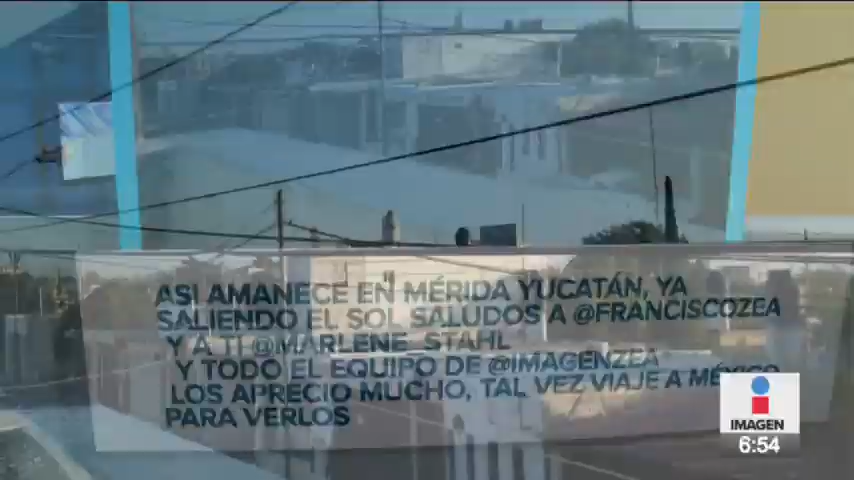 ASI AMANECE EN MÉRIDA YUCATÁN, YA
SALIENDO EL SOL SALUDOS A @FRANCISCOZEA
Y A TI @MARLENE_STAHL
Y TODO EL EQUIPO DE @IMAGENZEA
LOS APRECIO MUCHO, TAL VEZ VIAJE A MÉXICO
PARA VERLOS
IMAGEN
6:54